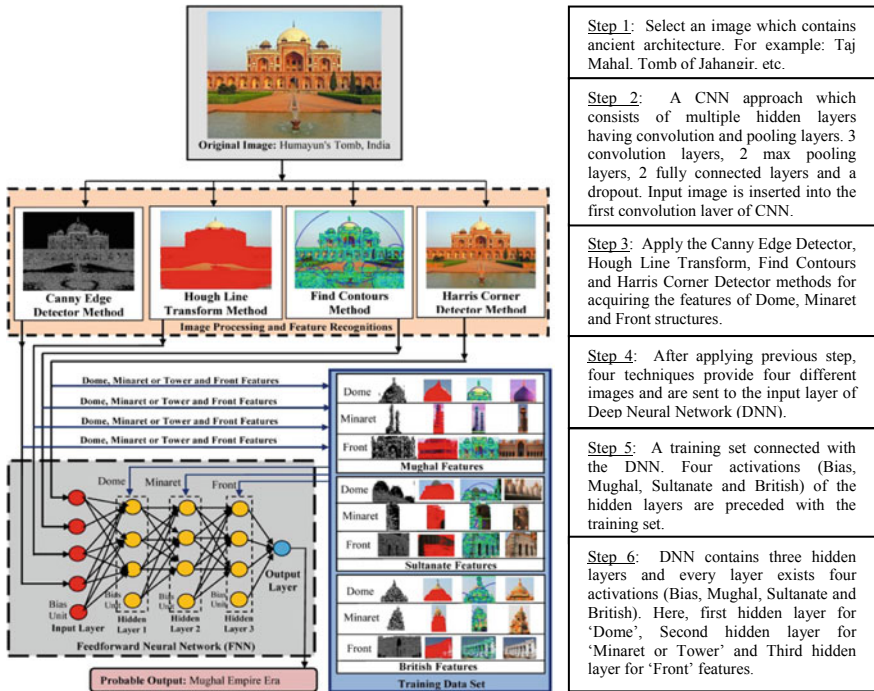 Original Image: Humayun's Tomb, India
Canny Edge
Detector Method
Hough Line
Transform Method
Find Contours
Method
Harris Corner
Detector Method
Image Processing and Feature Recognitions
Dome, Minaret or Tower and Front Features
Dome, Minaret or Tower and Front Features
Dome, Minaret or Tower and Front Features
Dome, Minaret or Tower and Front Features
Dome
Minaret
Front
Mughal Features
Dome
Minaret
Front
Sultanate Features
Dome
Minaret
Front
British Features
Training Data Set
Dome
Minaret
Front
Bias
Unit
Input Layer
Bias Unit
Hidden
Layer 1
Bias Unit
Hidden
Layer 2
Bias Unit
Hidden
Layer 3
Output
Layer
Feedforward Neural Network (FNN)
Probable Output: Mughal Empire Era
Step 1: Select an image which contains
ancient architecture. For example: Taj
Mahal, Tomb of Jahangir, etc.
Step 2: A CNN approach which
consists of multiple hidden layers
having convolution and pooling layers. 3
convolution layers, 2 max pooling
layers, 2 fully connected layers and a
dropout. Input image is inserted into the
first convolution layer of CNN.
Step 3: Apply the Canny Edge Detector,
Hough Line Transform, Find Contours
and Harris Corner Detector methods for
acquiring the features of Dome, Minaret
and Front structures.
Step 4: After applying previous step,
four techniques provide four different
images and are sent to the input layer of
Deep Neural Network (DNN).
Step 5: A training set connected with
the DNN. Four activations (Bias,
Mughal, Sultanate and British) of the
hidden layers are preceded with the
training set.
Step 6: DNN contains three hidden
layers and every layer exists four
activations (Bias, Mughal, Sultanate and
British). Here, first hidden layer for
'Dome', Second hidden layer for
'Minaret or Tower' and Third hidden
layer for 'Front' features.